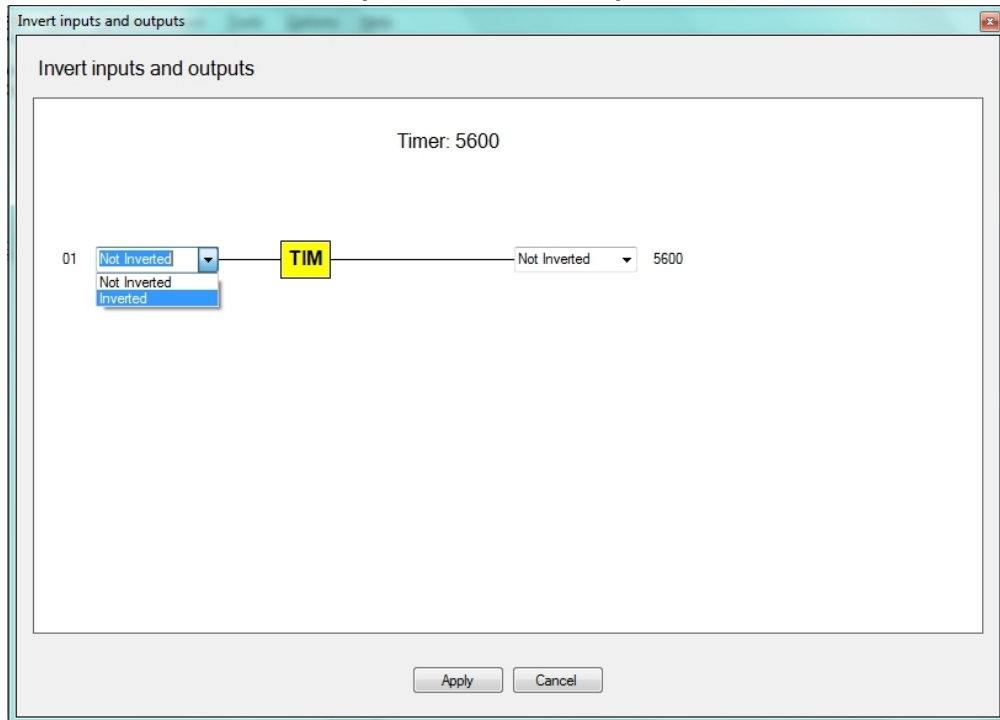 Invert inputs and outputs
Invert inputs and outputs
Timer: 5600
01 Not Inverted TIM Not Inverted 5600
Not Inverted
Inverted
Apply Cancel